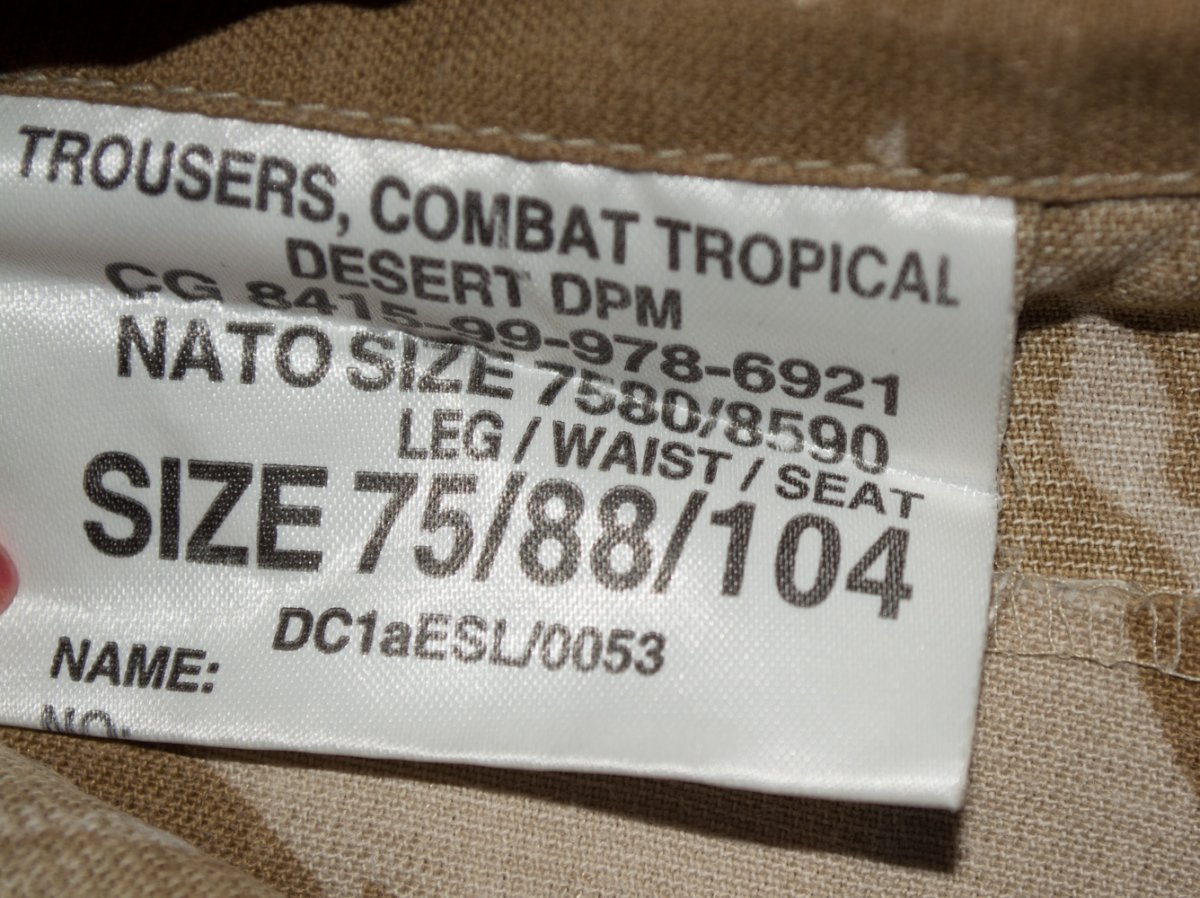 TROUSERS, COMBAT TROPICAL
DESERT DPM
CG 8415-99-978-6921
NATO SIZE 7580/8590
LEG / WAIST / SEAT
SIZE 75/88/104
DC1aESL/0053
NAME:
NO: